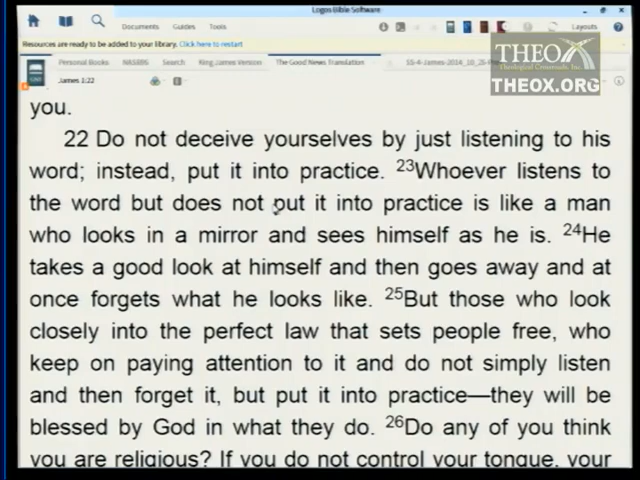 Logos Bible Software
Documents Guides Tools Layouts
Resources are ready to be added to your library. Click here to restart
Personal Books NASB95 Search King James Version The Good News Translation SS-4-James-2014_10_25-
James 1:22
THEOX
THEOX.ORG
you.
22 Do not deceive yourselves by just listening to his
word; instead, put it into practice. 23Whoever listens to
the word but does not put it into practice is like a man
who looks in a mirror and sees himself as he is. 24He
takes a good look at himself and then goes away and at
once forgets what he looks like. 25But those who look
closely into the perfect law that sets people free, who
keep on paying attention to it and do not simply listen
and then forget it, but put it into practice—they will be
blessed by God in what they do. 26Do any of you think
you are religious? If you do not control your tongue, your